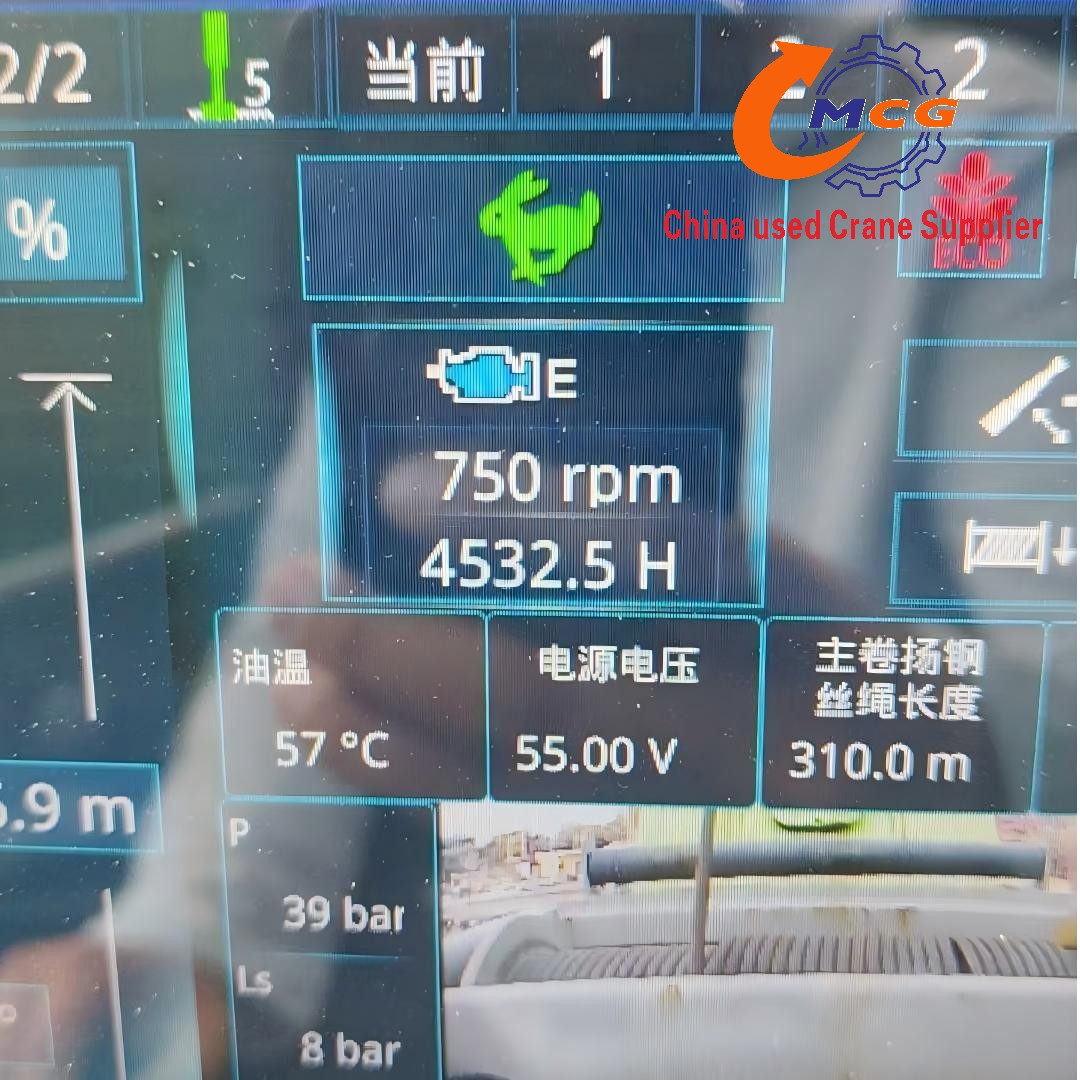 2/2
5
当前
1
2
MCG
China used Crane Supplier
%
ECO
E
750 rpm
4532.5 H
油温
电源电压
主卷扬钢
丝绳长度
57 °C
55.00 V
310.0 m
.9 m
P
39 bar
Ls
8 bar